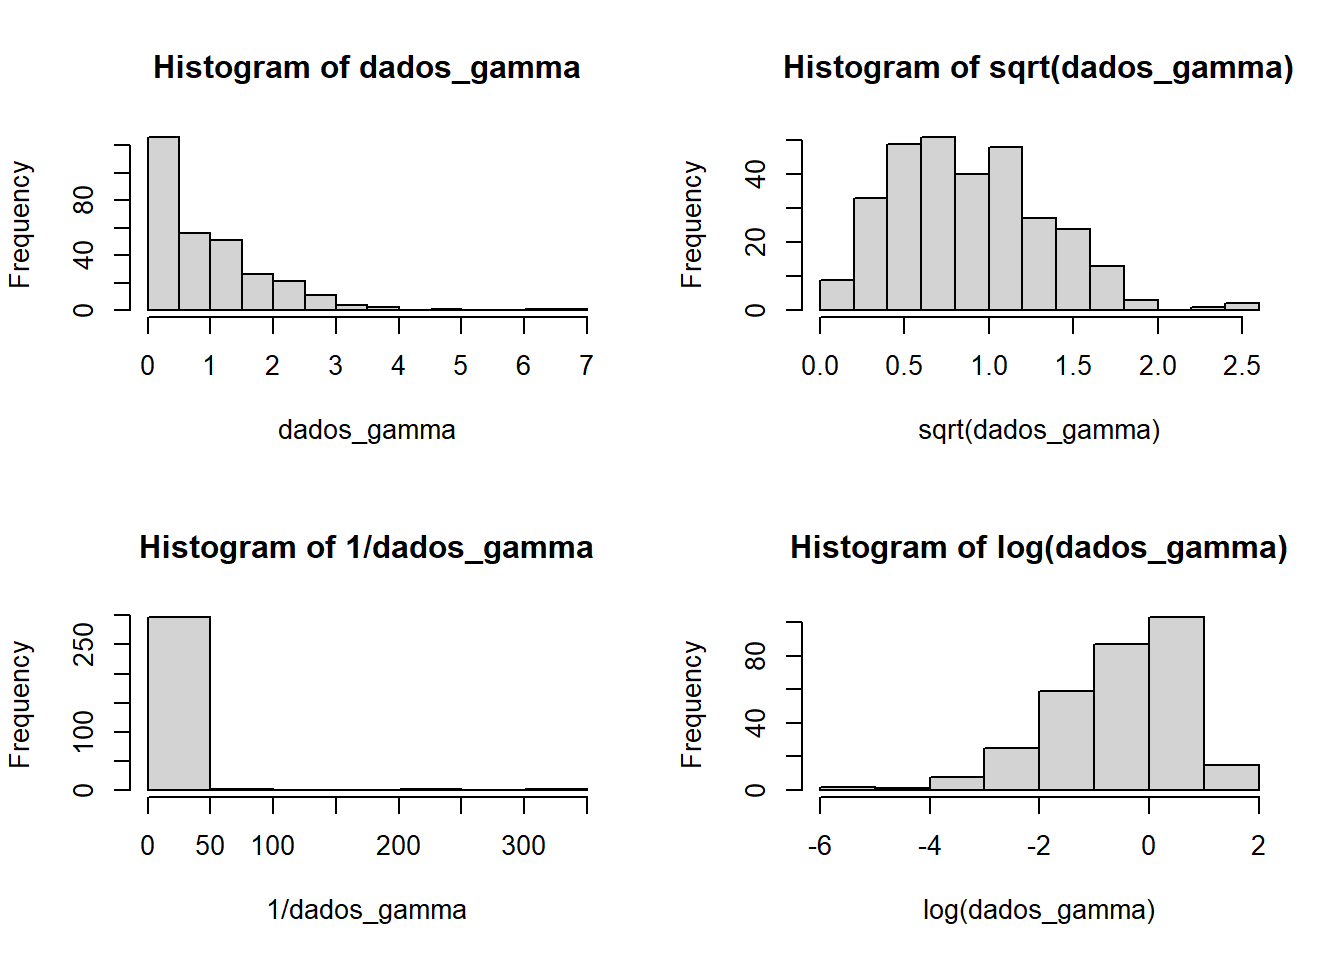 Histogram of dados_gamma
Frequency
0 40 80
0 1 2 3 4 5 6 7
dados_gamma
Histogram of sqrt(dados_gamma)
Frequency
0 20 40
0.0 0.5 1.0 1.5 2.0 2.5
sqrt(dados_gamma)
Histogram of 1/dados_gamma
Frequency
0 100 250
0 50 100 200 300
1/dados_gamma
Histogram of log(dados_gamma)
Frequency
0 40 80
-6 -4 -2 0 2
log(dados_gamma)